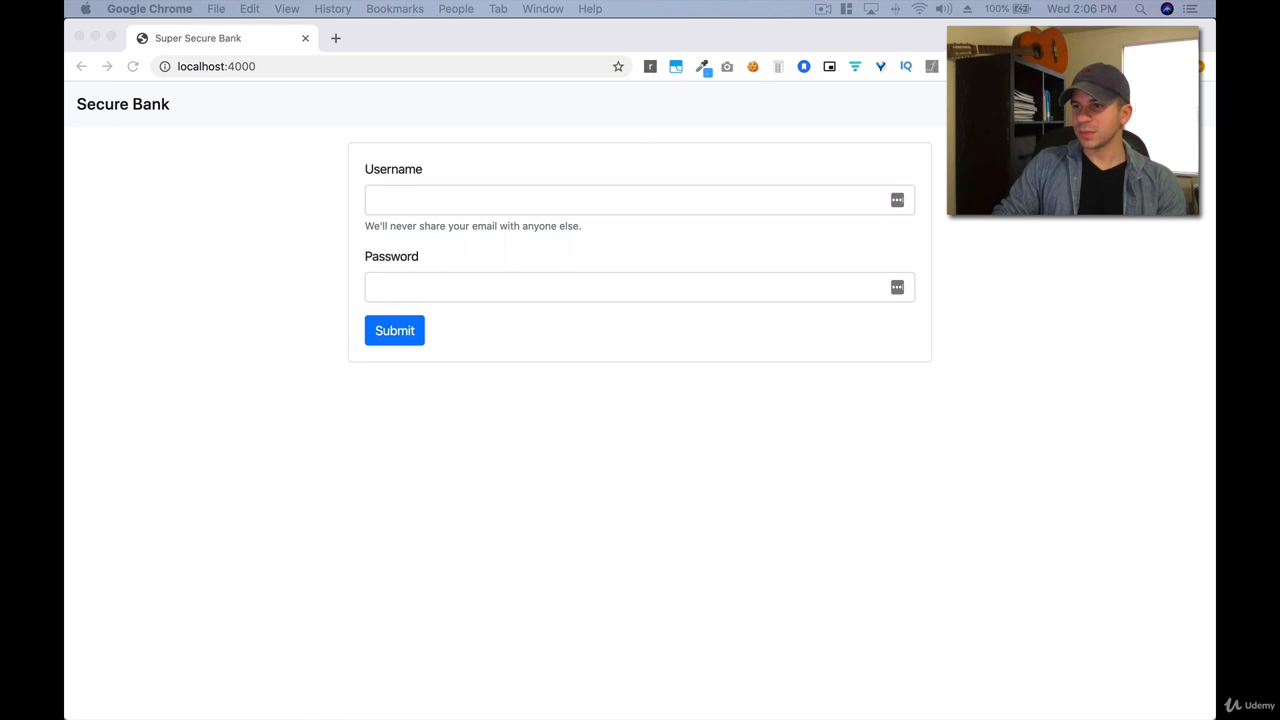 Google Chrome File Edit View History Bookmarks People Tab Window Help 100% Wed 2:06 PM
Super Secure Bank
localhost:4000
r IQ f
Secure Bank
Username
We'll never share your email with anyone else.
Password
Submit
Udemy